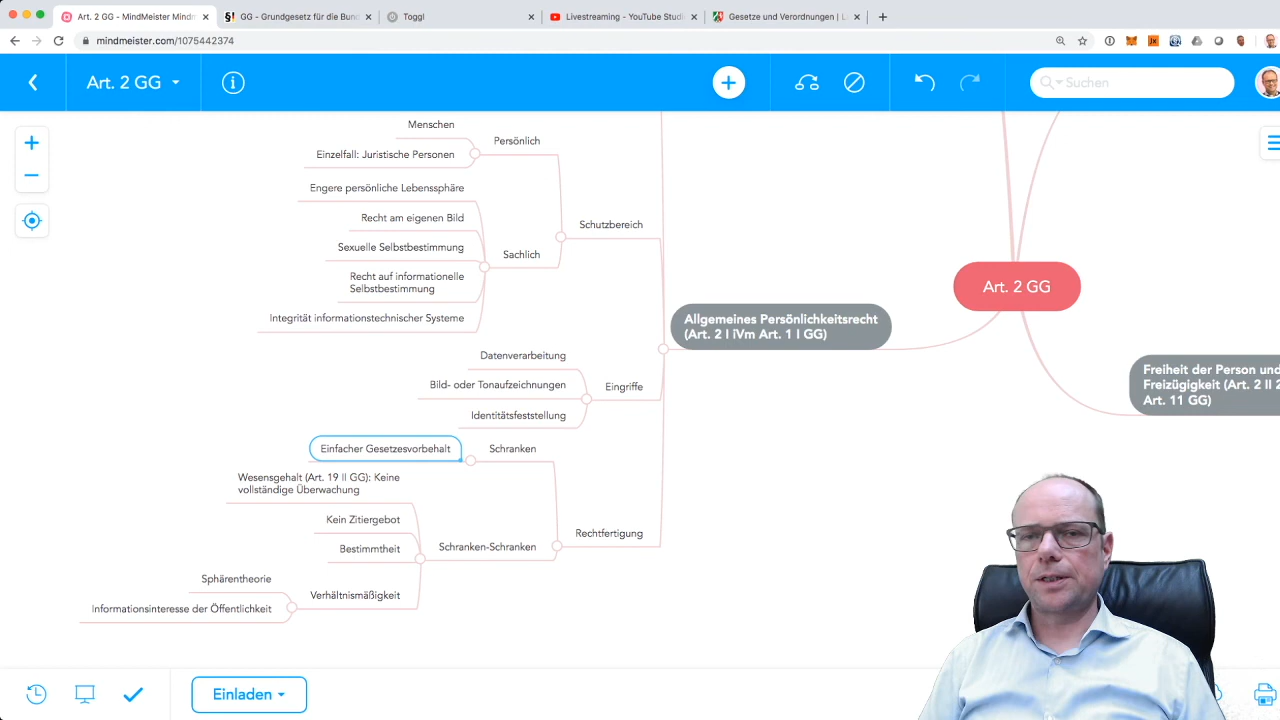 Art. 2 GG - MindMeister Mindm
GG - Grundgesetz für die Bun
Toggl
Livestreaming - YouTube Studi
Gesetze und Verordnungen | L
mindmeister.com/1075442374
Art. 2 GG
Suchen
Menschen
Persönlich
Einzelfall: Juristische Personen
Engere persönliche Lebenssphäre
Recht am eigenen Bild
Schutzbereich
Sexuelle Selbstbestimmung
Sachlich
Recht auf informationelle
Selbstbestimmung
Integrität informationstechnischer Systeme
Art. 2 GG
Allgemeines Persönlichkeitsrecht
(Art. 2 I iVm Art. 1 I GG)
Datenverarbeitung
Bild- oder Tonaufzeichnungen
Eingriffe
Identitätsfeststellung
Freiheit der Person und
Freizügigkeit (Art. 2 II 2
Art. 11 GG)
Einfacher Gesetzesvorbehalt
Schranken
Wesensgehalt (Art. 19 II GG): Keine
vollständige Überwachung
Kein Zitiergebot
Rechtfertigung
Bestimmtheit
Schranken-Schranken
Sphärentheorie
Verhältnismäßigkeit
Informationsinteresse der Öffentlichkeit
Einladen